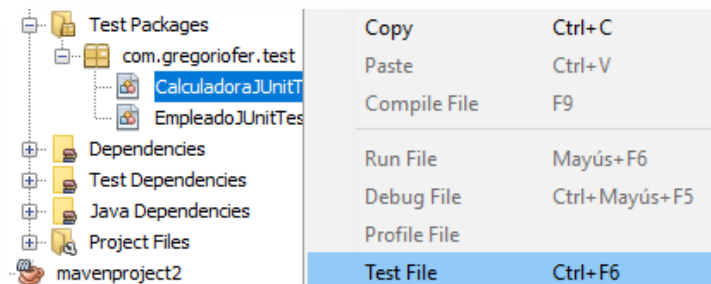 Test Packages
com.gregoriofer.test
CalculadoraJUnitT
EmpleadoJUnitTes
Dependencies
Test Dependencies
Java Dependencies
Project Files
mavenproject2
Copy Ctrl+C
Paste Ctrl+V
Compile File F9
Run File Mayús+F6
Debug File Ctrl+Mayús+F5
Profile File
Test File Ctrl+F6